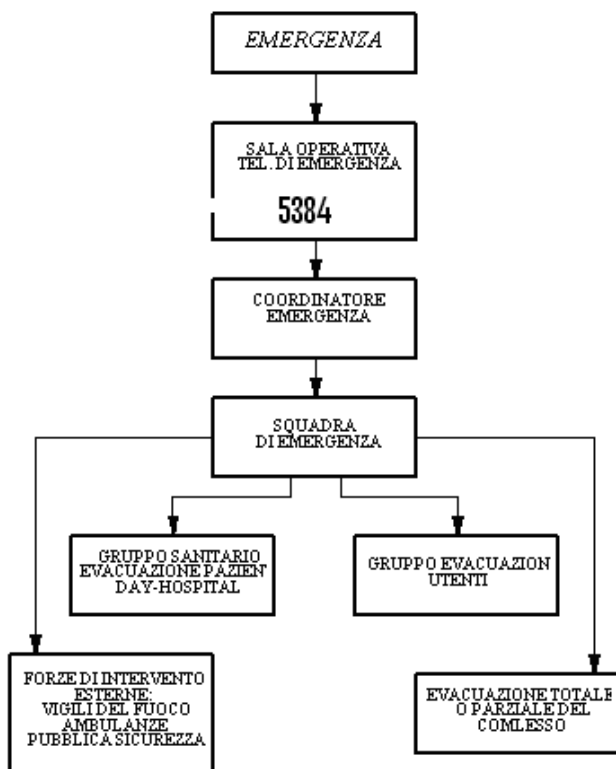 EMERGENZA
SALA OPERATIVA
TEL. DI EMERGENZA
5384
COORDINATORE
EMERGENZA
SQUADRA
DI EMERGENZA
GRUPPO SANITARIO
EVACUAZIONE PAZIEN
DAY-HOSPITAL
GRUPPO EVACUAZION
UTENTI
FORZE DI INTERVENTO
ESTERNE:
VIGILI DEL FUOCO
AMBULANZE
PUBBLICA SICUREZZA
EVACUAZIONE TOTALE
O PARZIALE DEL
COMLESSO